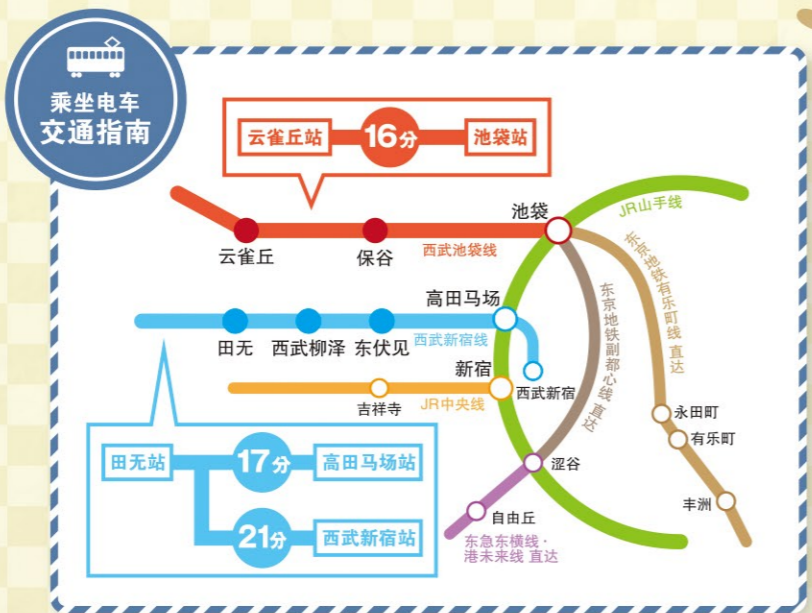 乘坐电车
交通指南
云雀丘站
16分
池袋站
池袋
JR山手线
云雀丘
保谷
西武池袋线
东京地铁有乐町线 直达
东京地铁副都心线 直达
高田马场
田无
西武柳泽
东伏见
西武新宿线
新宿
西武新宿
吉祥寺
JR中央线
永田町
有乐町
涩谷
丰洲
自由丘
东急东横线·
港未来线 直达
田无站
17分
高田马场站
21分
西武新宿站